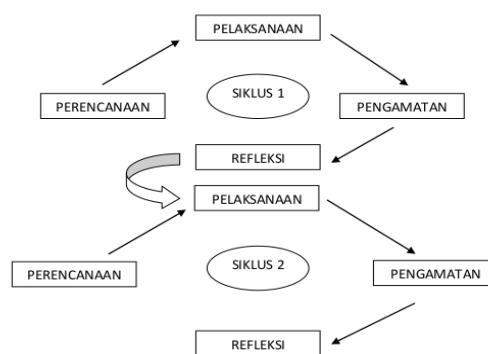 PELAKSANAAN
PERENCANAAN
SIKLUS 1
PENGAMATAN
REFLEKSI
PELAKSANAAN
PERENCANAAN
SIKLUS 2
PENGAMATAN
REFLEKSI